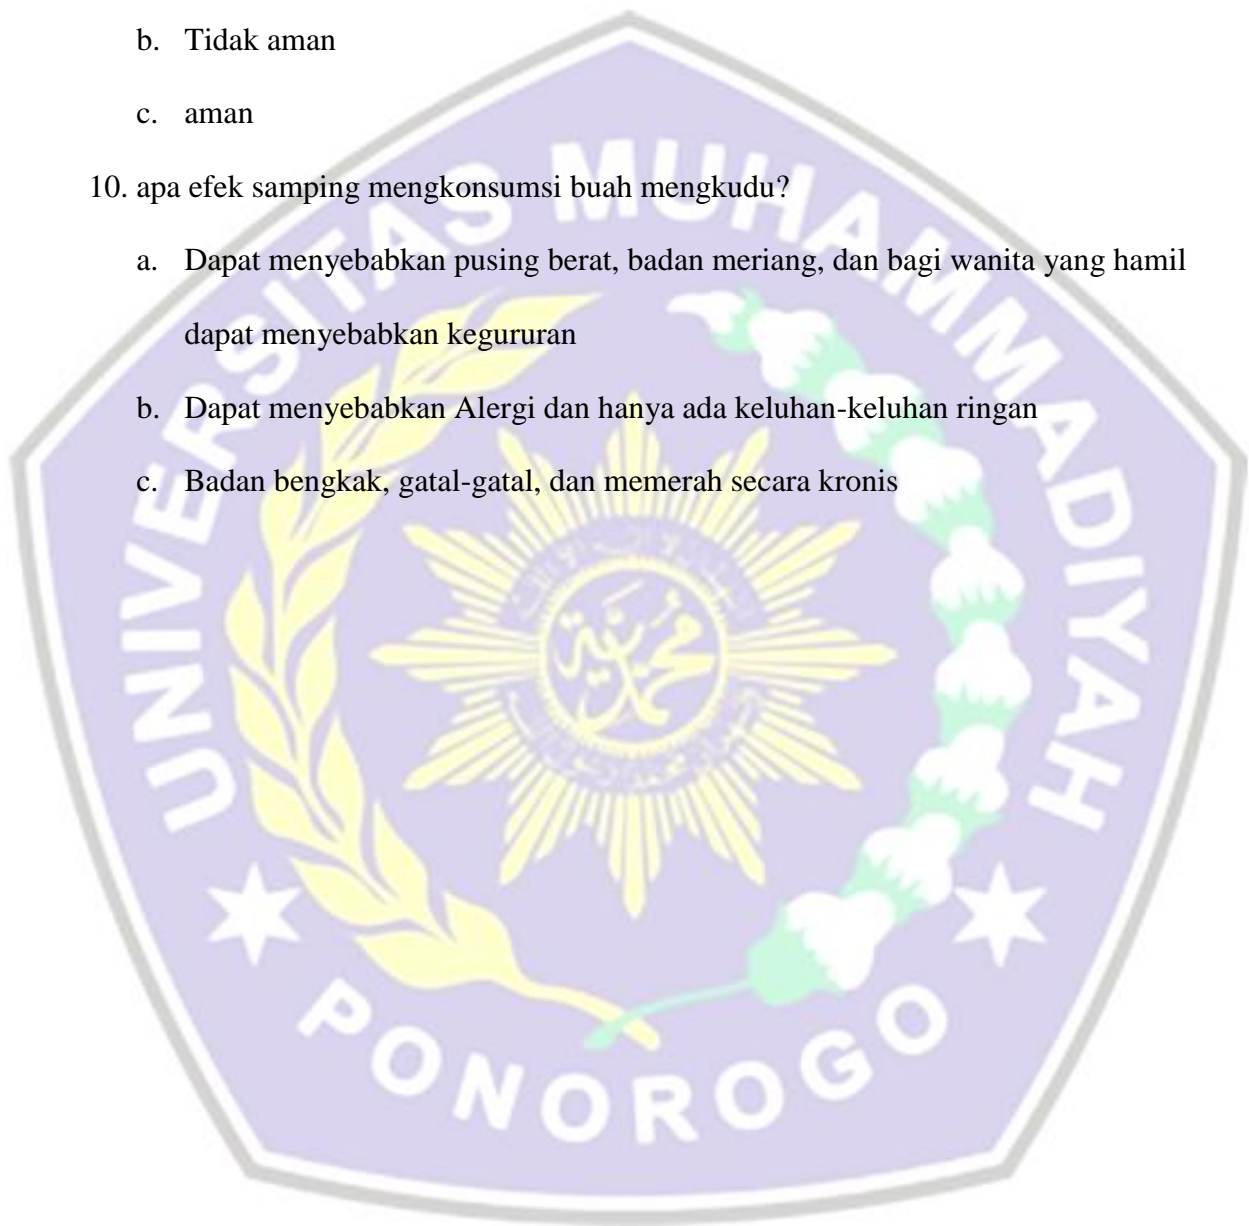 b. Tidak aman
c. aman
10. apa efek samping mengkonsumsi buah mengkudu?
a. Dapat menyebabkan pusing berat, badan meriang, dan bagi wanita yang hamil
dapat menyebabkan kegururan
b. Dapat menyebabkan Alergi dan hanya ada keluhan-keluhan ringan
c. Badan bengkak, gatal-gatal, dan memerah secara kronis
UNIVERSITAS MUHAMMADIYAH
PONOROGO
محمدية